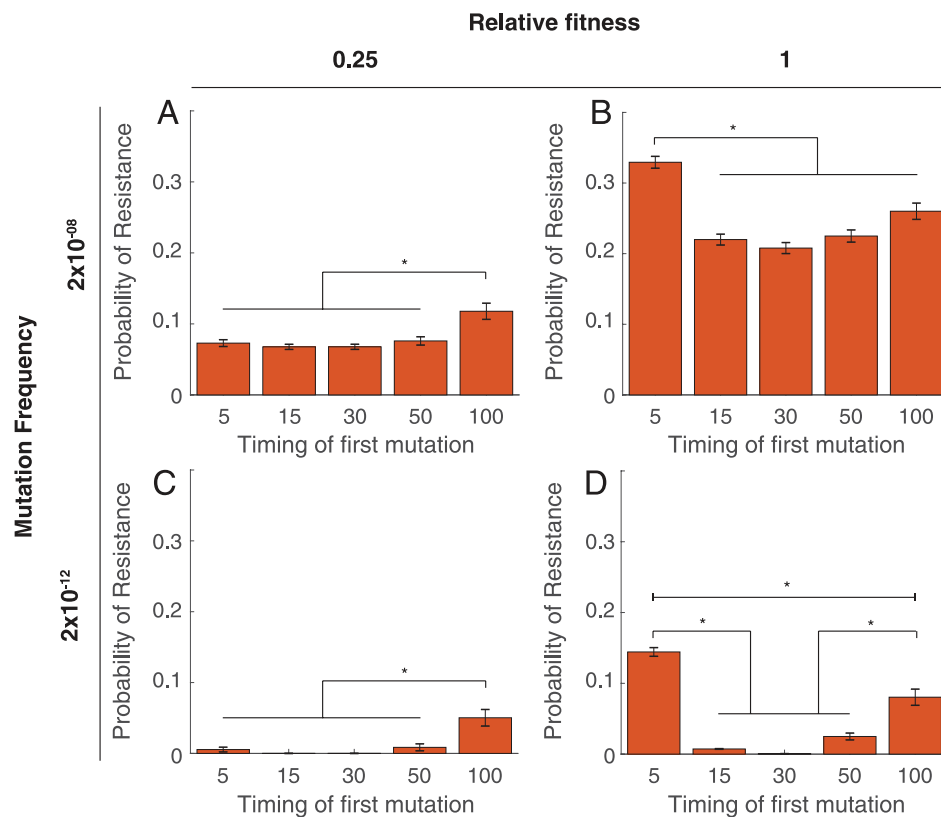 Relative fitness
0.25
1
Mutation Frequency
2x10⁻⁰⁸
2x10⁻¹²
A
Probability of Resistance
0.3
0.2
0.1
0
*
5 15 30 50 100
Timing of first mutation
B
Probability of Resistance
0.3
0.2
0.1
0
*
5 15 30 50 100
Timing of first mutation
C
Probability of Resistance
0.3
0.2
0.1
0
*
5 15 30 50 100
Timing of first mutation
D
Probability of Resistance
0.3
0.2
0.1
0
*
* *
5 15 30 50 100
Timing of first mutation